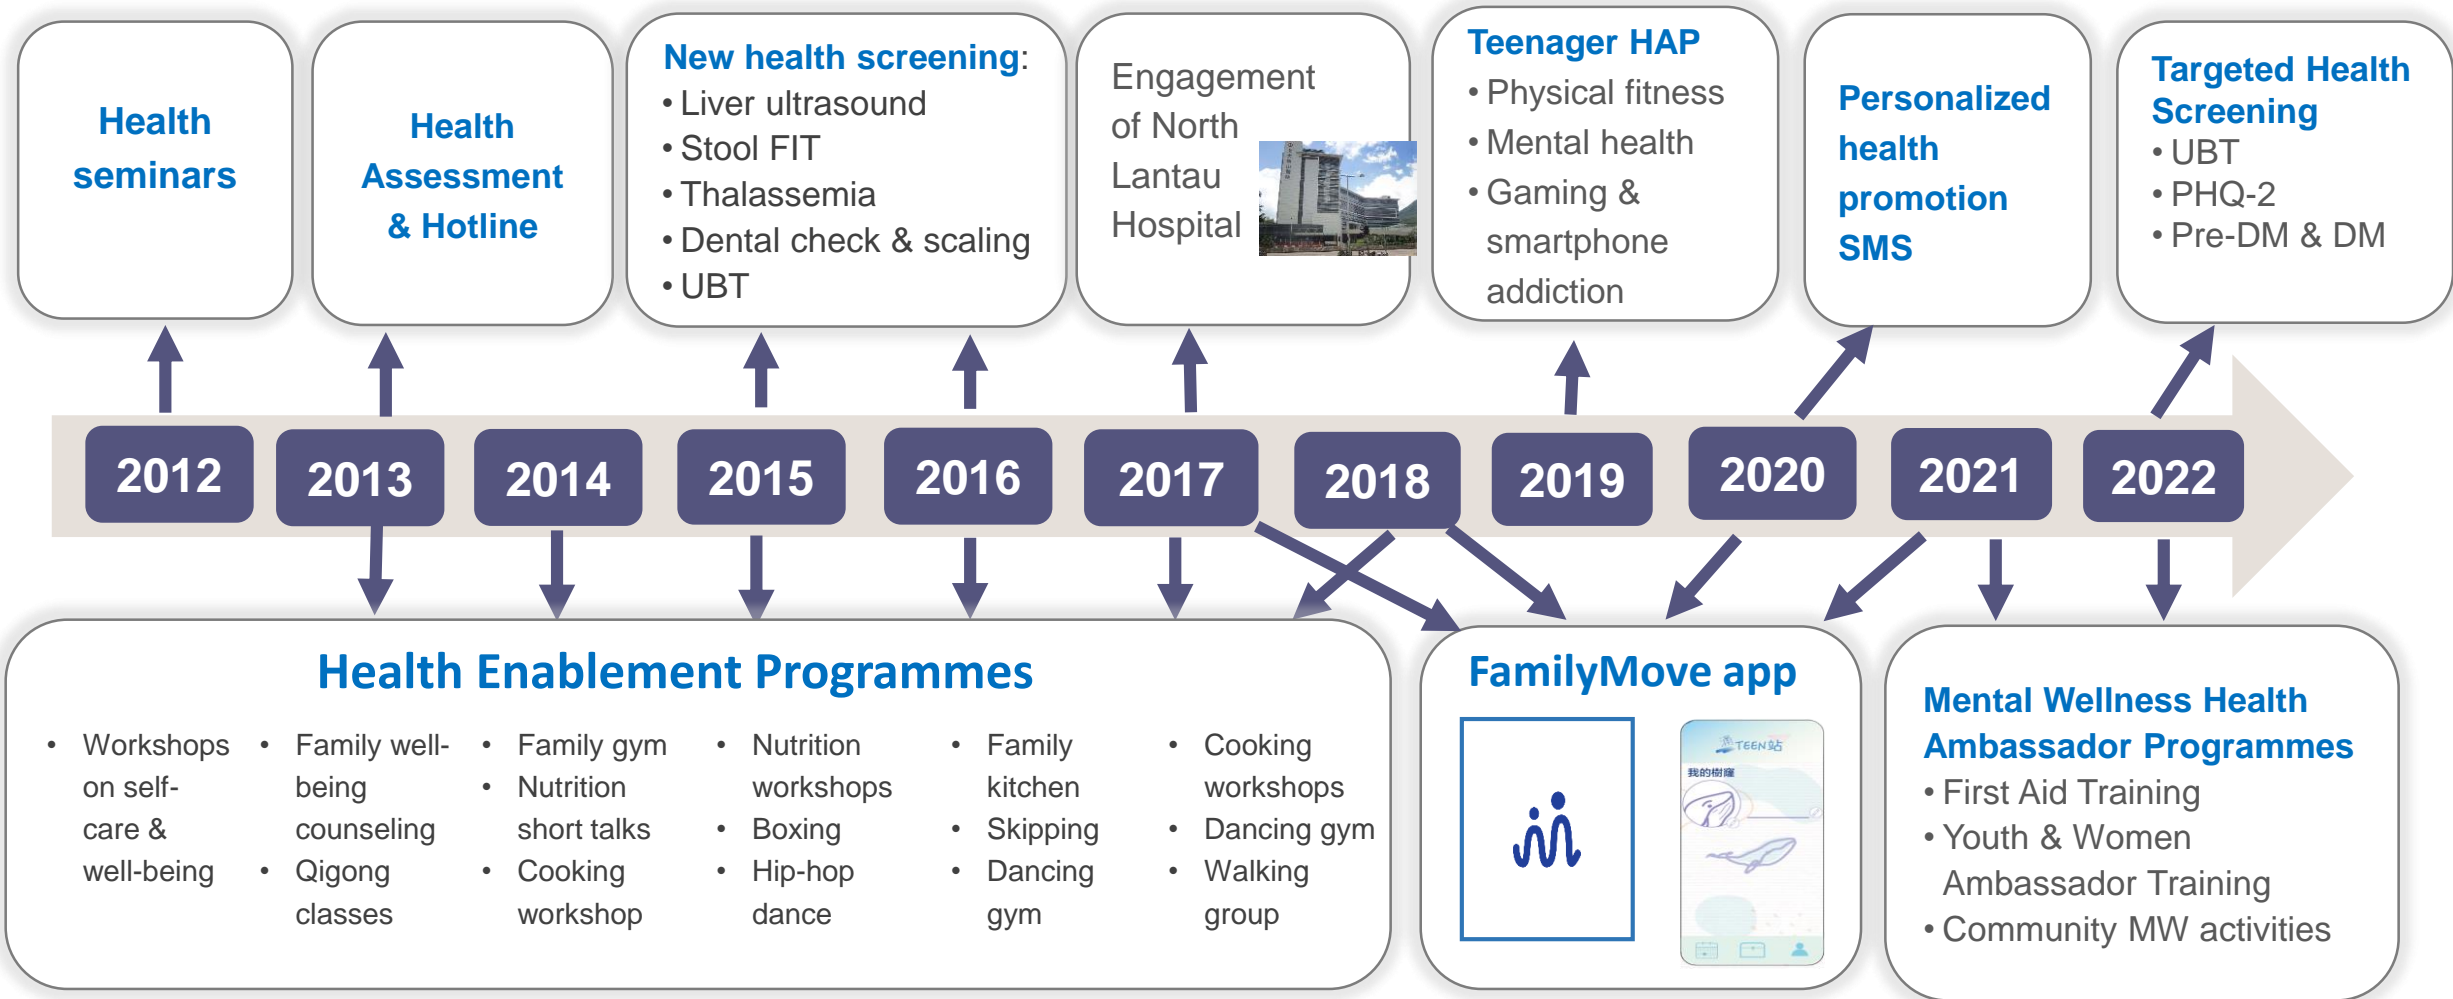 Health
seminars
Health
Assessment
& Hotline
New health screening:
• Liver ultrasound
• Stool FIT
• Thalassemia
• Dental check & scaling
• UBT
Engagement
of North
Lantau
Hospital
Teenager HAP
• Physical fitness
• Mental health
• Gaming &
smartphone
addiction
Personalized
health
promotion
SMS
Targeted Health
Screening
• UBT
• PHQ-2
• Pre-DM & DM
2012
2013
2014
2015
2016
2017
2018
2019
2020
2021
2022
Health Enablement Programmes
• Workshops
on self-
care &
well-being
• Family well-
being
counseling
• Qigong
classes
• Family gym
• Nutrition
short talks
• Cooking
workshop
• Nutrition
workshops
• Boxing
• Hip-hop
dance
• Family
kitchen
• Skipping
• Dancing
gym
• Cooking
workshops
• Dancing gym
• Walking
group
FamilyMove app
TEEN站
我的樹窿
Mental Wellness Health
Ambassador Programmes
• First Aid Training
• Youth & Women
Ambassador Training
• Community MW activities